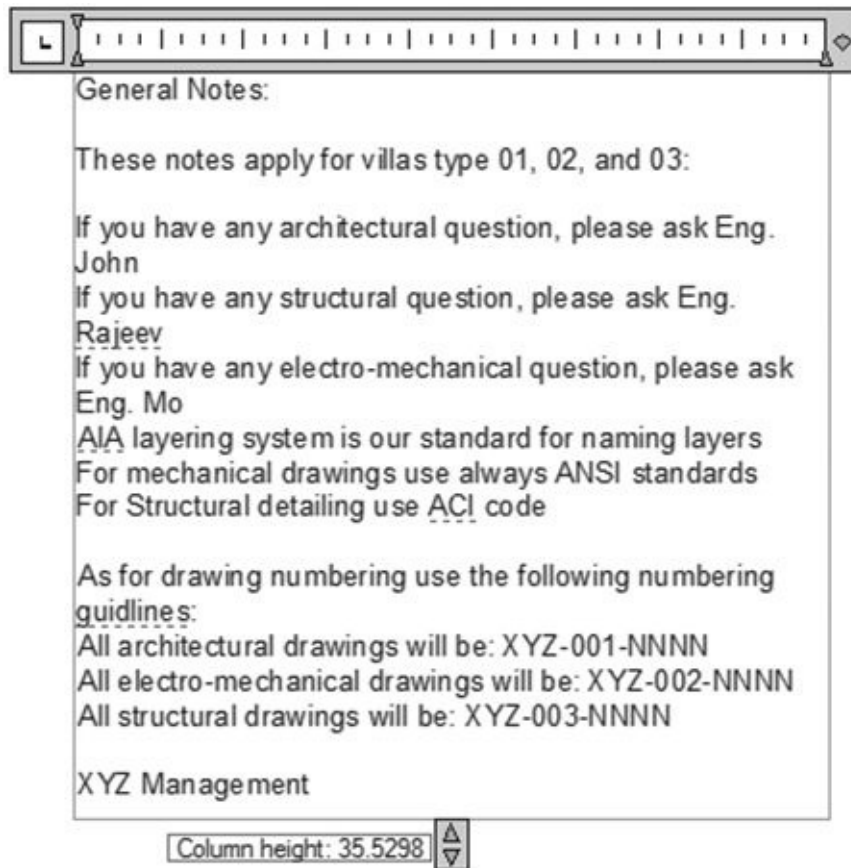 General Notes:
These notes apply for villas type 01, 02, and 03:
If you have any architectural question, please ask Eng.
John
If you have any structural question, please ask Eng.
Rajeev
If you have any electro-mechanical question, please ask
Eng. Mo
AIA layering system is our standard for naming layers
For mechanical drawings use always ANSI standards
For Structural detailing use ACI code
As for drawing numbering use the following numbering
guidlines:
All architectural drawings will be: XYZ-001-NNNN
All electro-mechanical drawings will be: XYZ-002-NNNN
All structural drawings will be: XYZ-003-NNNN
XYZ Management
Column height: 35.5298